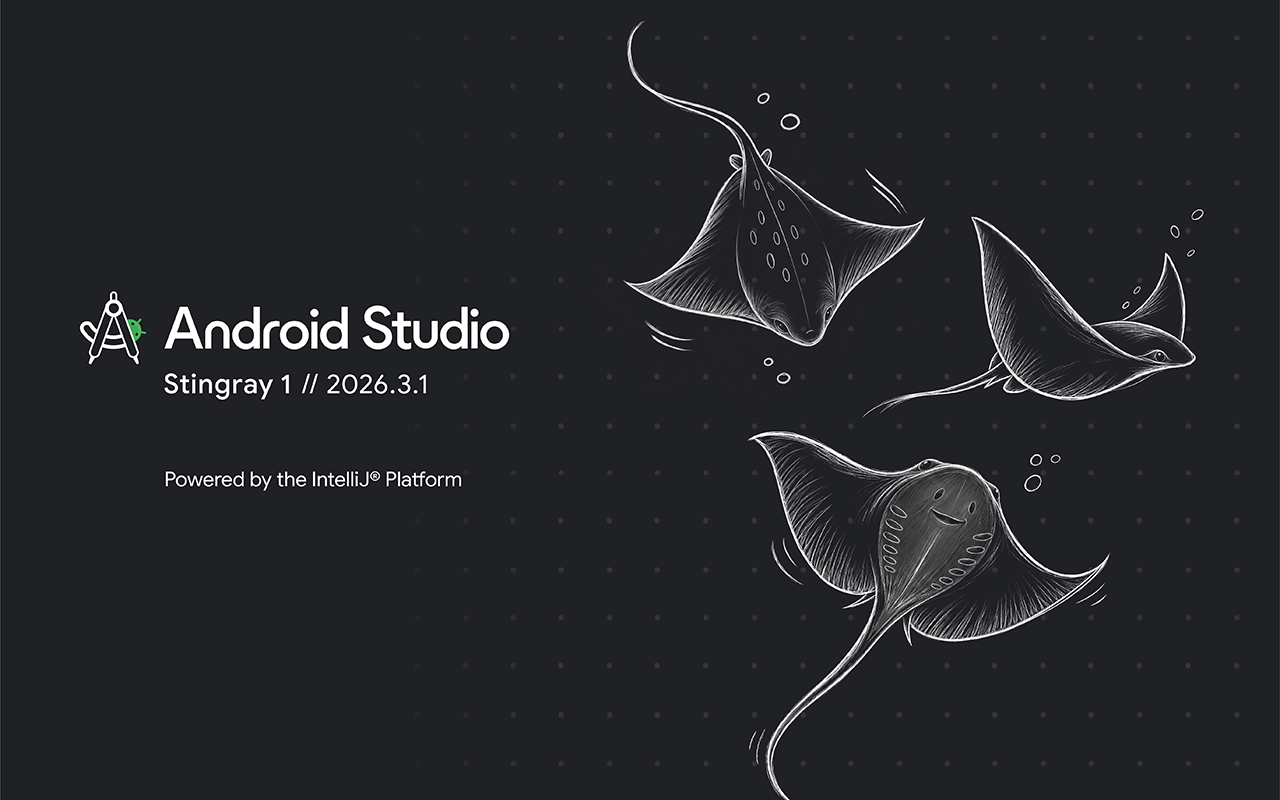 Android Studio
Stingray 1 // 2026.3.1
Powered by the IntelliJ® Platform